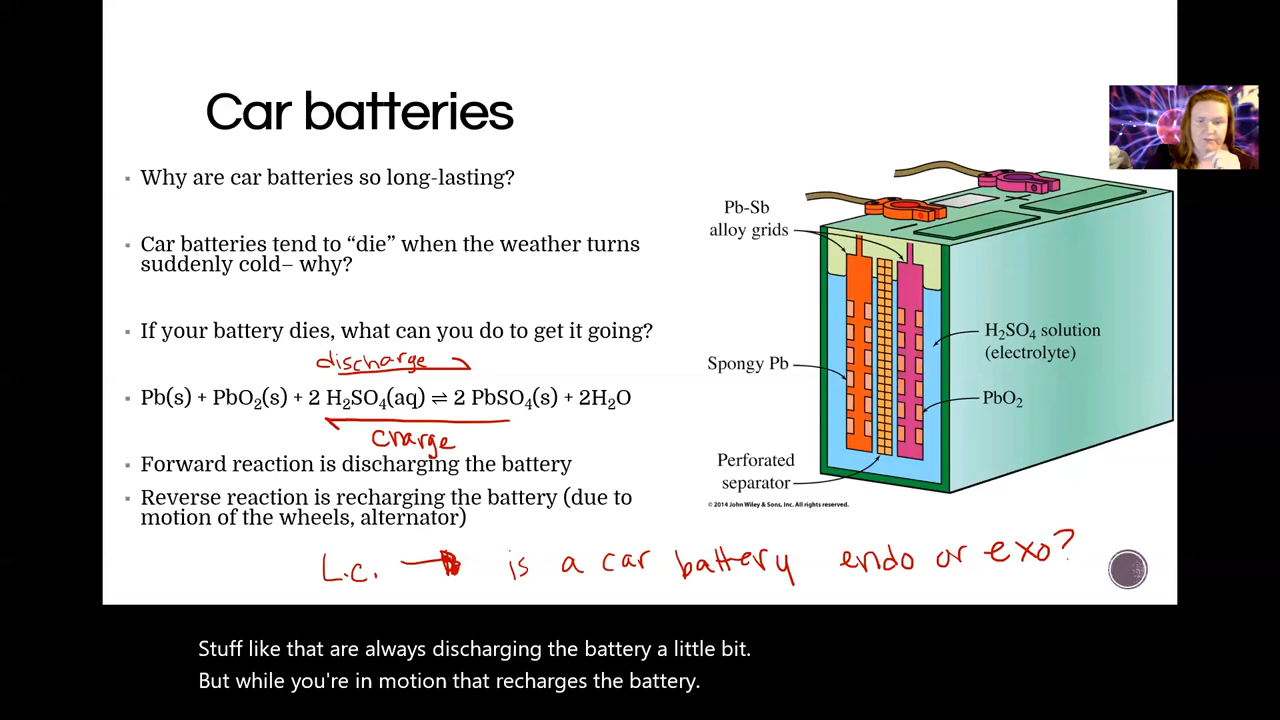 Car batteries
▪ Why are car batteries so long-lasting?
▪ Car batteries tend to “die” when the weather turns
suddenly cold– why?
▪ If your battery dies, what can you do to get it going?
discharge
▪ Pb(s) + PbO₂(s) + 2 H₂SO₄(aq) ⇌ 2 PbSO₄(s) + 2H₂O
charge
▪ Forward reaction is discharging the battery
▪ Reverse reaction is recharging the battery (due to
motion of the wheels, alternator)
L.c. → is a car battery endo or exo?
Pb-Sb
alloy grids
− +
H₂SO₄ solution
(electrolyte)
Spongy Pb
PbO₂
Perforated
separator
© 2014 John Wiley & Sons, Inc. All rights reserved.
Stuff like that are always discharging the battery a little bit.
But while you're in motion that recharges the battery.